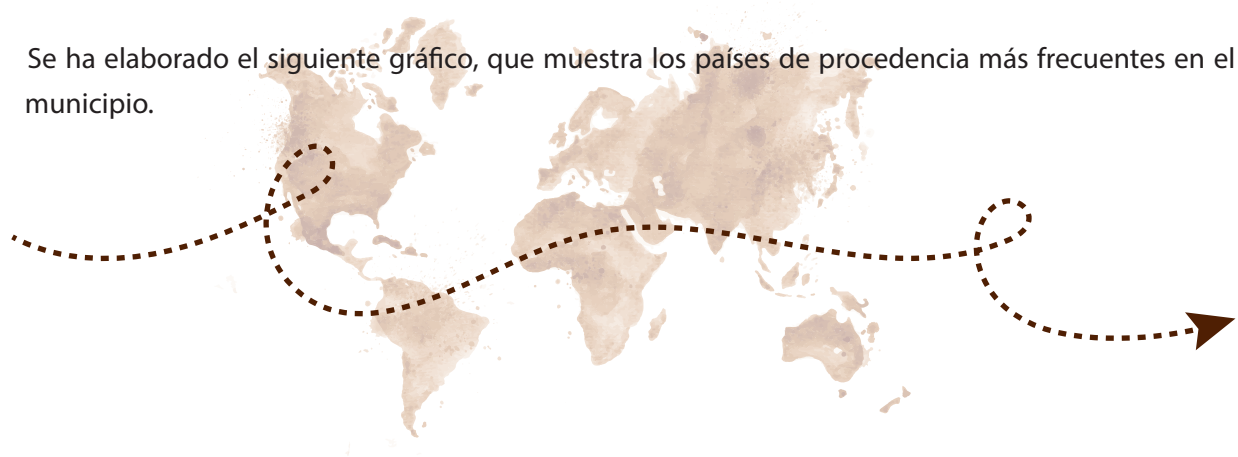 Se ha elaborado el siguiente gráfico, que muestra los países de procedencia más frecuentes en el
municipio.